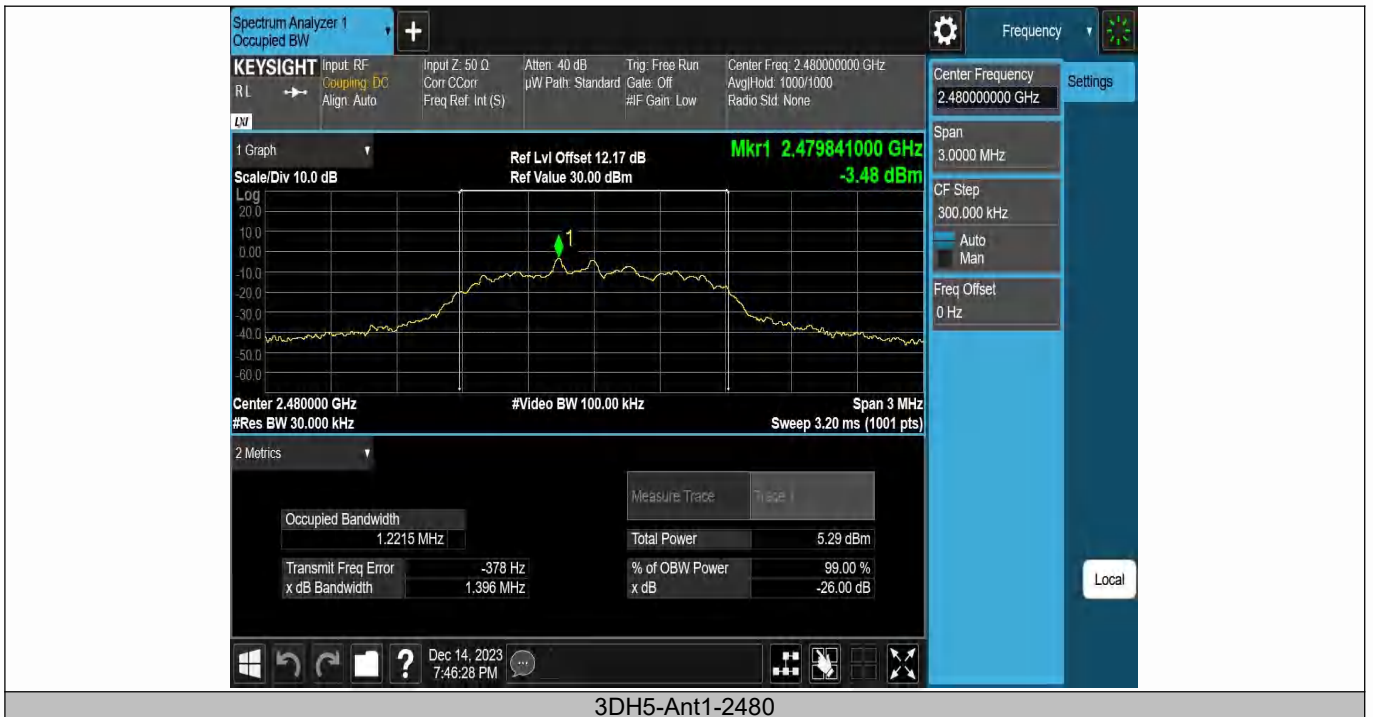 Spectrum Analyzer 1
Occupied BW
+
Frequency
KEYSIGHT
R L
LXI
Input: RF
Coupling: DC
Align: Auto
Input Z: 50 Ω
Corr CCorr
Freq Ref: Int (S)
Atten: 40 dB
µW Path: Standard
Trig: Free Run
Gate: Off
#IF Gain: Low
Center Freq: 2.480000000 GHz
Avg|Hold: 1000/1000
Radio Std: None
Center Frequency
2.480000000 GHz
Settings
Span
3.0000 MHz
CF Step
300.000 kHz
Auto
Man
Freq Offset
0 Hz
Local
1 Graph
Scale/Div 10.0 dB
Ref Lvl Offset 12.17 dB
Ref Value 30.00 dBm
Mkr1 2.479841000 GHz
-3.48 dBm
Log
20.0
10.0
0.00
-10.0
-20.0
-30.0
-40.0
-50.0
-60.0
1
Center 2.480000 GHz
#Res BW 30.000 kHz
#Video BW 100.00 kHz
Span 3 MHz
Sweep 3.20 ms (1001 pts)
2 Metrics
Measure Trace Trace 1
Occupied Bandwidth
1.2215 MHz
Total Power 5.29 dBm
Transmit Freq Error -378 Hz
% of OBW Power 99.00 %
x dB Bandwidth 1.396 MHz
x dB -26.00 dB
?
Dec 14, 2023
7:46:28 PM
3DH5-Ant1-2480